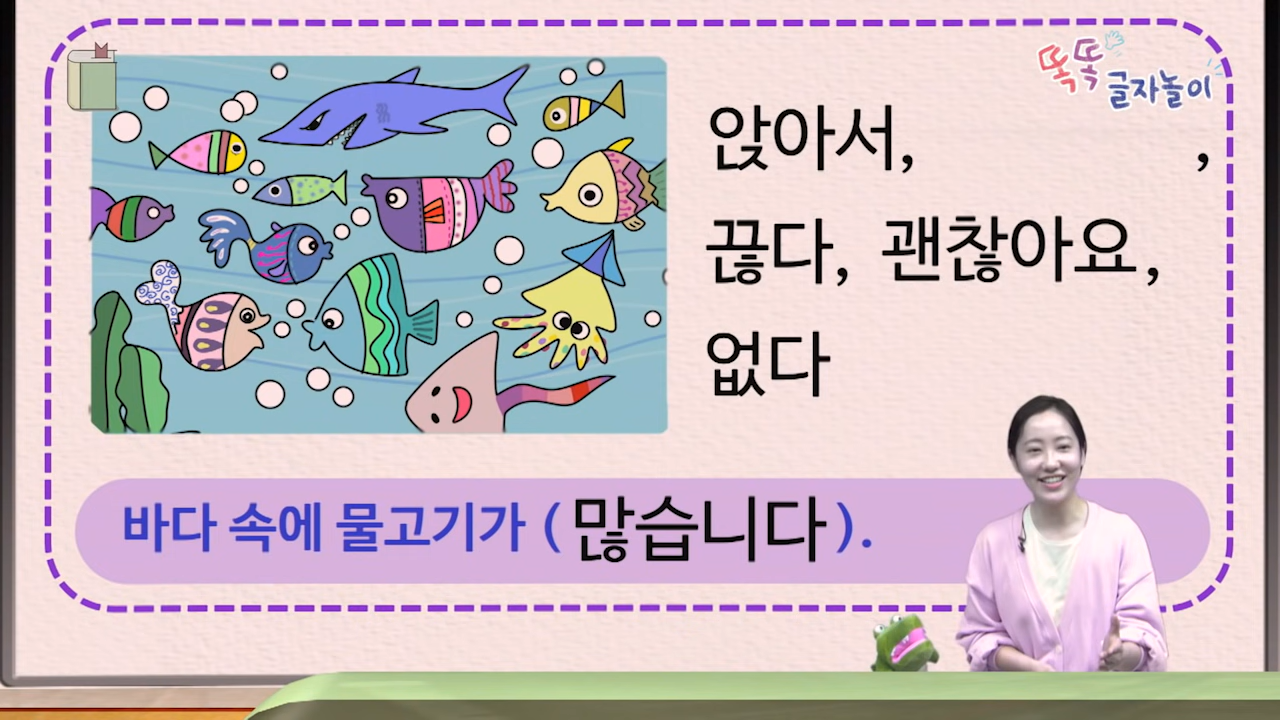 똑똑
글자놀이
앉아서, ,
끊다, 괜찮아요,
없다
바다 속에 물고기가 (많습니다).